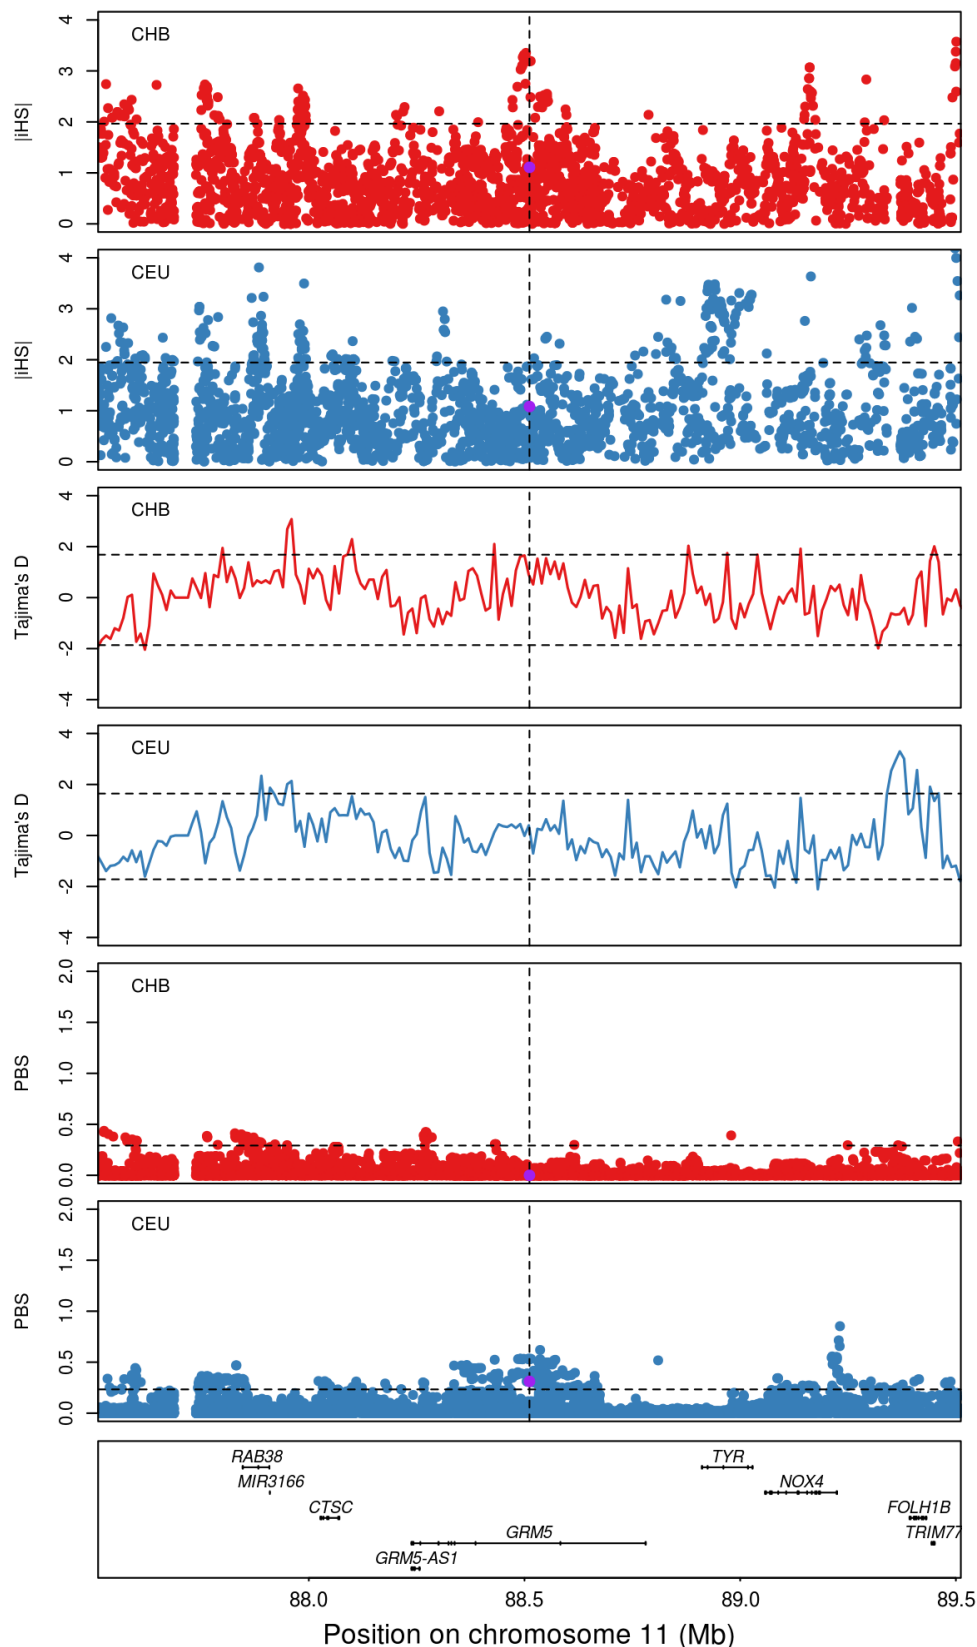 4
CHB
3
|iHS|
2
1
0
4
CEU
3
|iHS|
2
1
0
4
CHB
2
Tajima's D
0
-2
-4
4
CEU
2
Tajima's D
0
-2
-4
2.0
CHB
1.5
PBS
1.0
0.5
0.0
2.0
CEU
1.5
PBS
1.0
0.5
0.0
RAB38 TYR
MIR3166 NOX4
CTSC FOLH1B
GRM5 TRIM77
GRM5-AS1
88.0 88.5 89.0 89.5
Position on chromosome 11 (Mb)